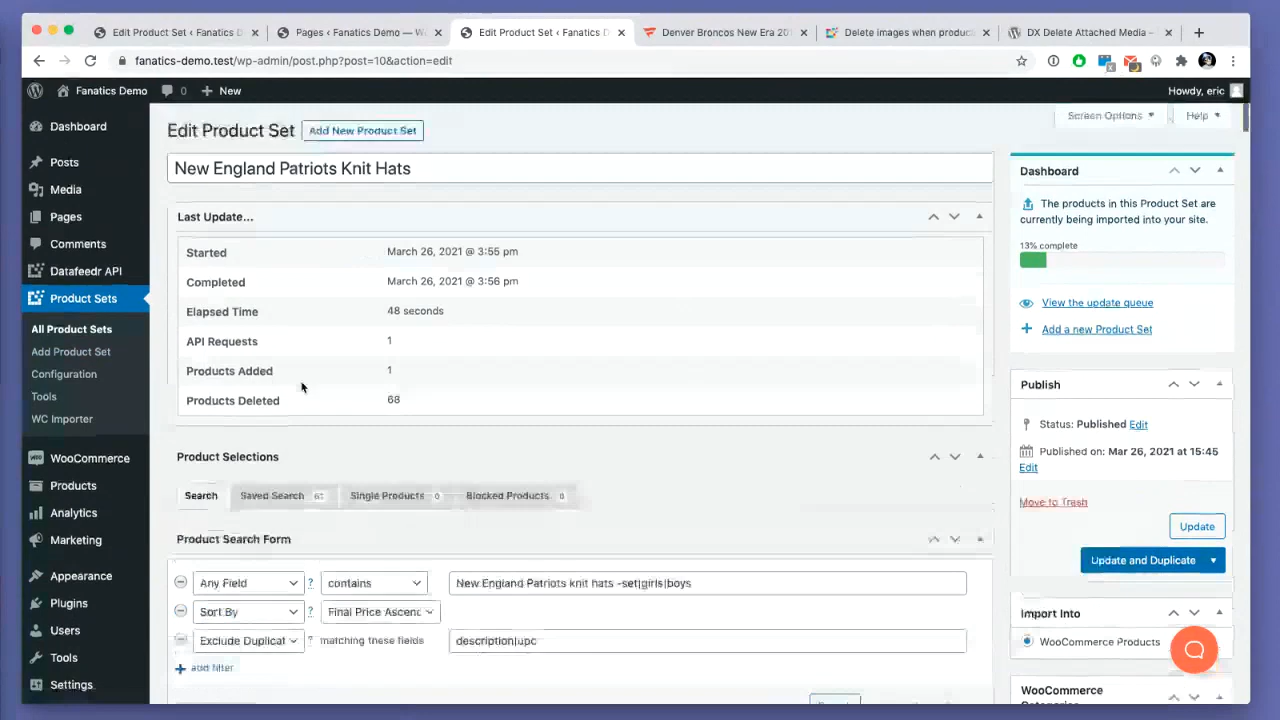 Edit Product Set ‹ Fanatics D
Pages ‹ Fanatics Demo — W
Edit Product Set ‹ Fanatics D
Denver Broncos New Era 20
Delete images when produc
DX Delete Attached Media –
fanatics-demo.test/wp-admin/post.php?post=10&action=edit
Fanatics Demo
0
New
Howdy, eric
Dashboard
Posts
Media
Pages
Comments
Datafeedr API
Product Sets
All Product Sets
Add Product Set
Configuration
Tools
WC Importer
WooCommerce
Products
Analytics
Marketing
Appearance
Plugins
Users
Tools
Settings
Screen Options
Help
Edit Product Set
Add New Product Set
New England Patriots Knit Hats
Last Update...
Started March 26, 2021 @ 3:55 pm
Completed March 26, 2021 @ 3:56 pm
Elapsed Time 48 seconds
API Requests 1
Products Added 1
Products Deleted 68
Product Selections
Search
Saved Search
Single Products 0
Blocked Products 0
Product Search Form
Any Field ? contains New England Patriots knit hats -set|girls|boys
Sort By ? Final Price Ascenc
Exclude Duplicat ? matching these fields description|upc
add filter
Dashboard
The products in this Product Set are
currently being imported into your site.
13% complete
View the update queue
Add a new Product Set
Publish
Status: Published Edit
Published on: Mar 26, 2021 at 15:45
Edit
Move to Trash
Update
Update and Duplicate
Import Into
WooCommerce Products
WooCommerce